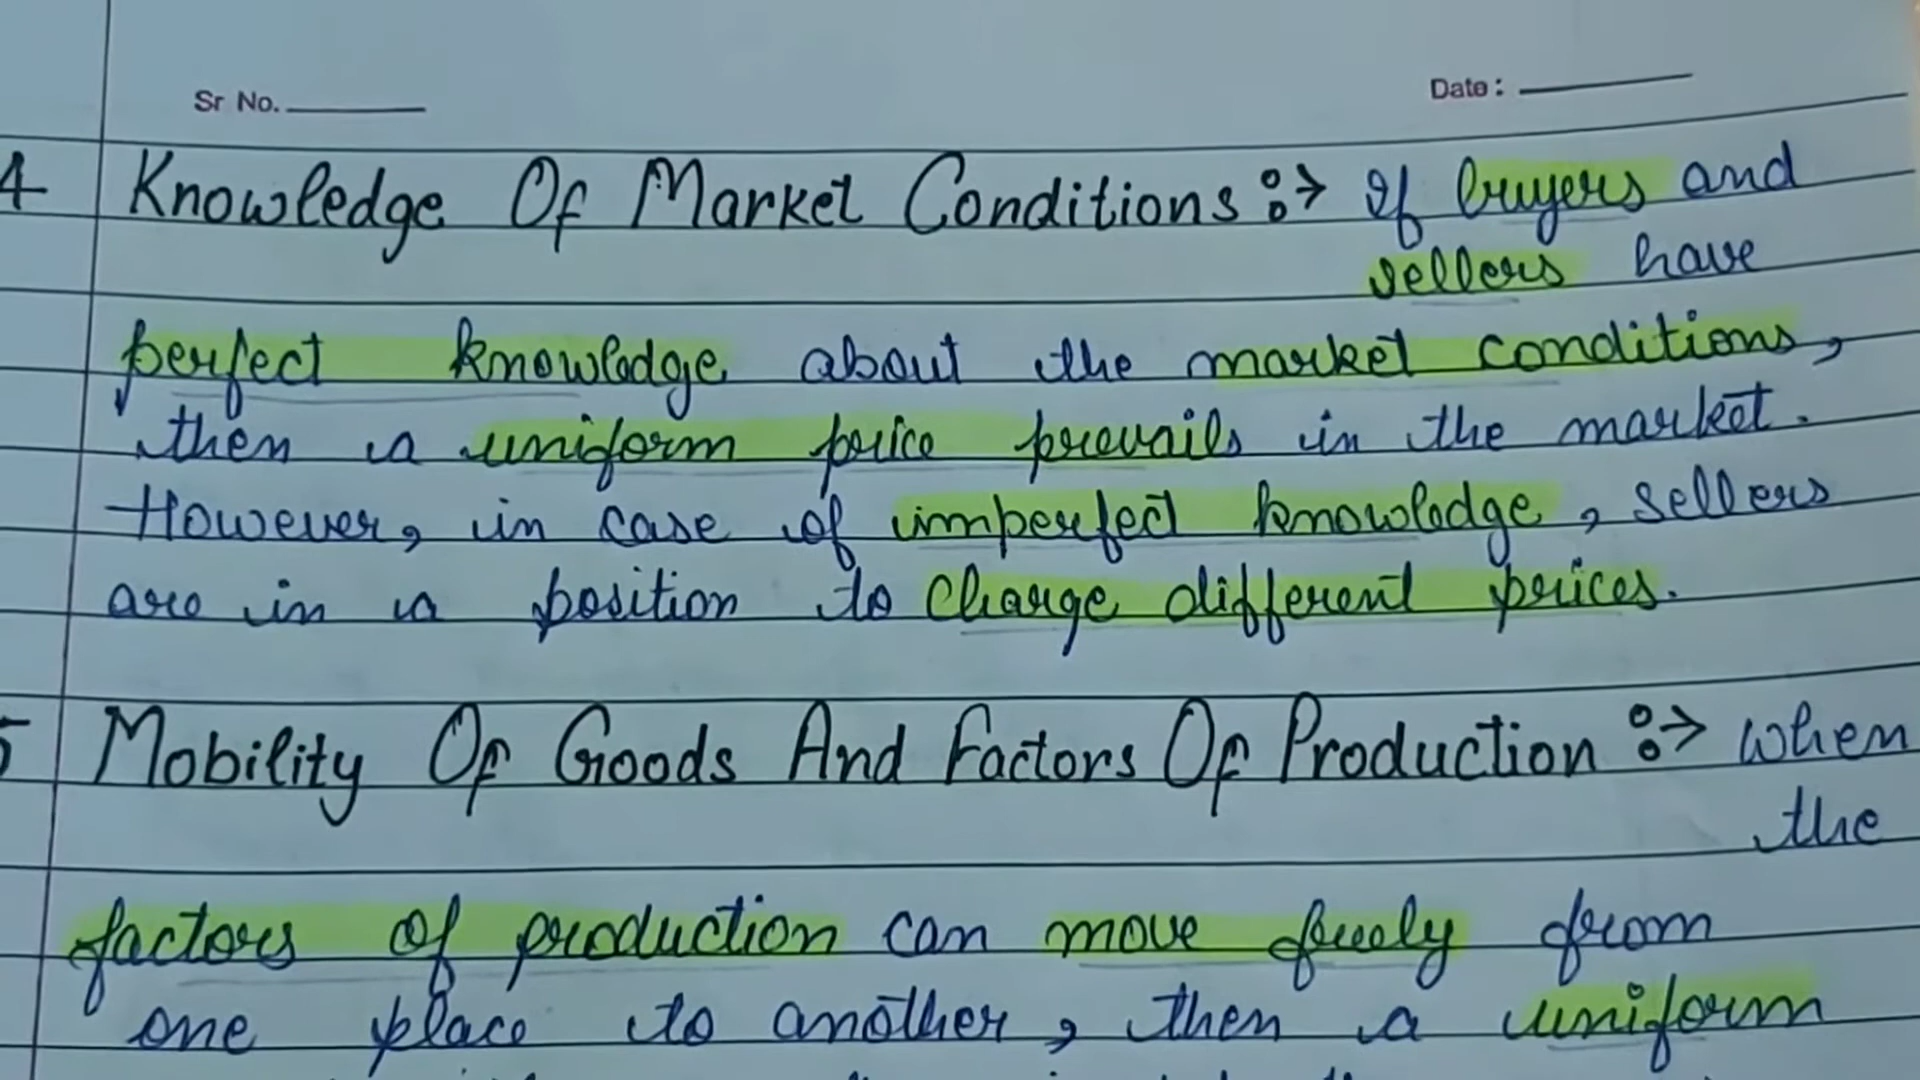 Sr No.
Date :
4 Knowledge Of Market Conditions :→ If buyers and
sellers have
perfect knowledge about the market conditions,
then a uniform price prevails in the market.
However, in case of imperfect knowledge, sellers
are in a position to charge different prices.
5 Mobility Of Goods And Factors Of Production :→ when
the
factors of production can move freely from
one place to another, then a uniform